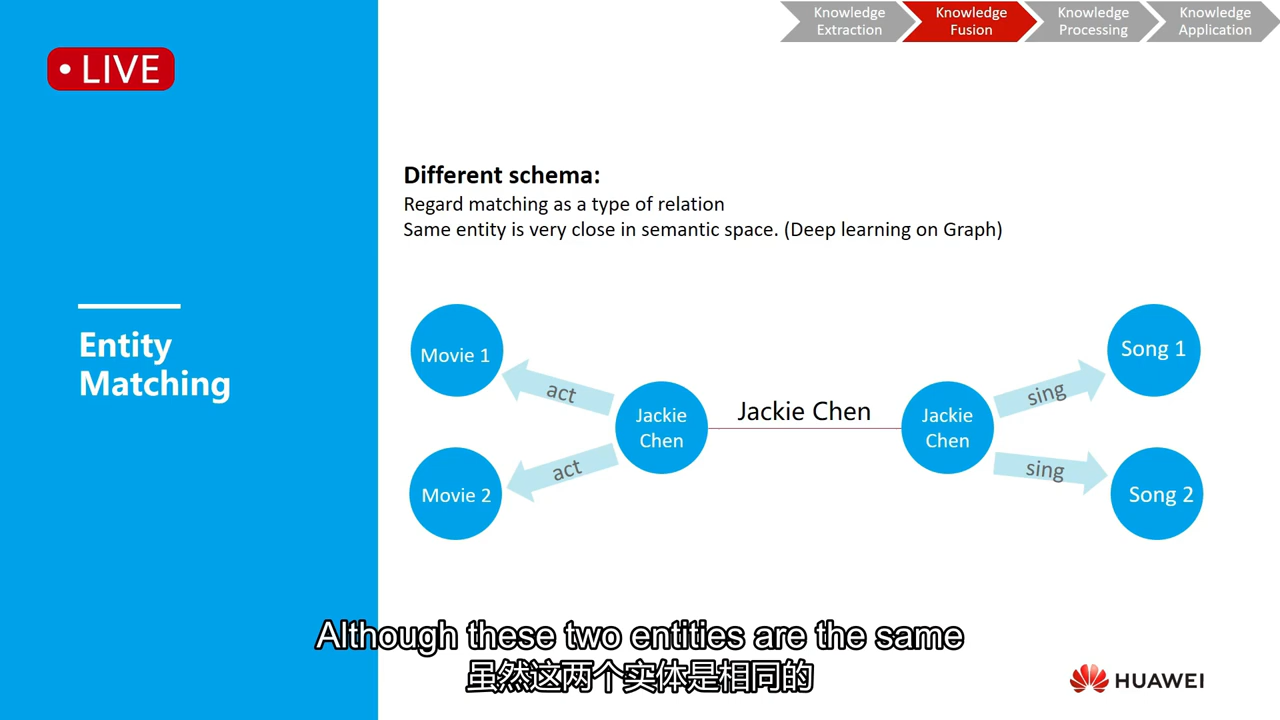 Knowledge
Extraction
Knowledge
Fusion
Knowledge
Processing
Knowledge
Application
• LIVE
Different schema:
Regard matching as a type of relation
Same entity is very close in semantic space. (Deep learning on Graph)
Entity
Matching
Movie 1
act
Jackie
Chen
Jackie Chen
Jackie
Chen
sing
Song 1
Movie 2
act
sing
Song 2
Although these two entities are the same
虽然这两个实体是相同的
HUAWEI